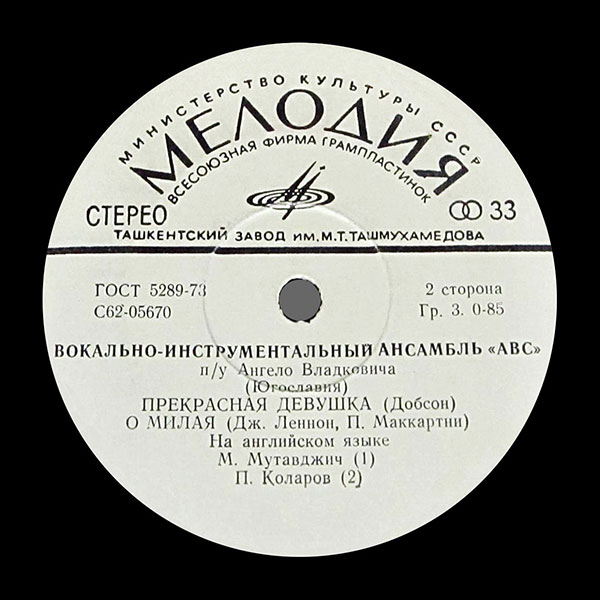 МИНИСТЕРСТВО КУЛЬТУРЫ СССР
МЕЛОДИЯ
ВСЕСОЮЗНАЯ ФИРМА ГРАМПЛАСТИНОК
СТЕРЕО
33
ТАШКЕНТСКИЙ ЗАВОД ИМ. М.Т.ТАШМУХАМЕДОВА
ГОСТ 5289-73
2 сторона
С62-05670
Гр. 3. 0-85
ВОКАЛЬНО-ИНСТРУМЕНТАЛЬНЫЙ АНСАМБЛЬ «АВС»
п/у Ангело Владковича
(Югославия)
ПРЕКРАСНАЯ ДЕВУШКА (Добсон)
О МИЛАЯ (Дж. Леннон, П. Маккартни)
На английском языке
М. Мутавджич (1)
П. Коларов (2)